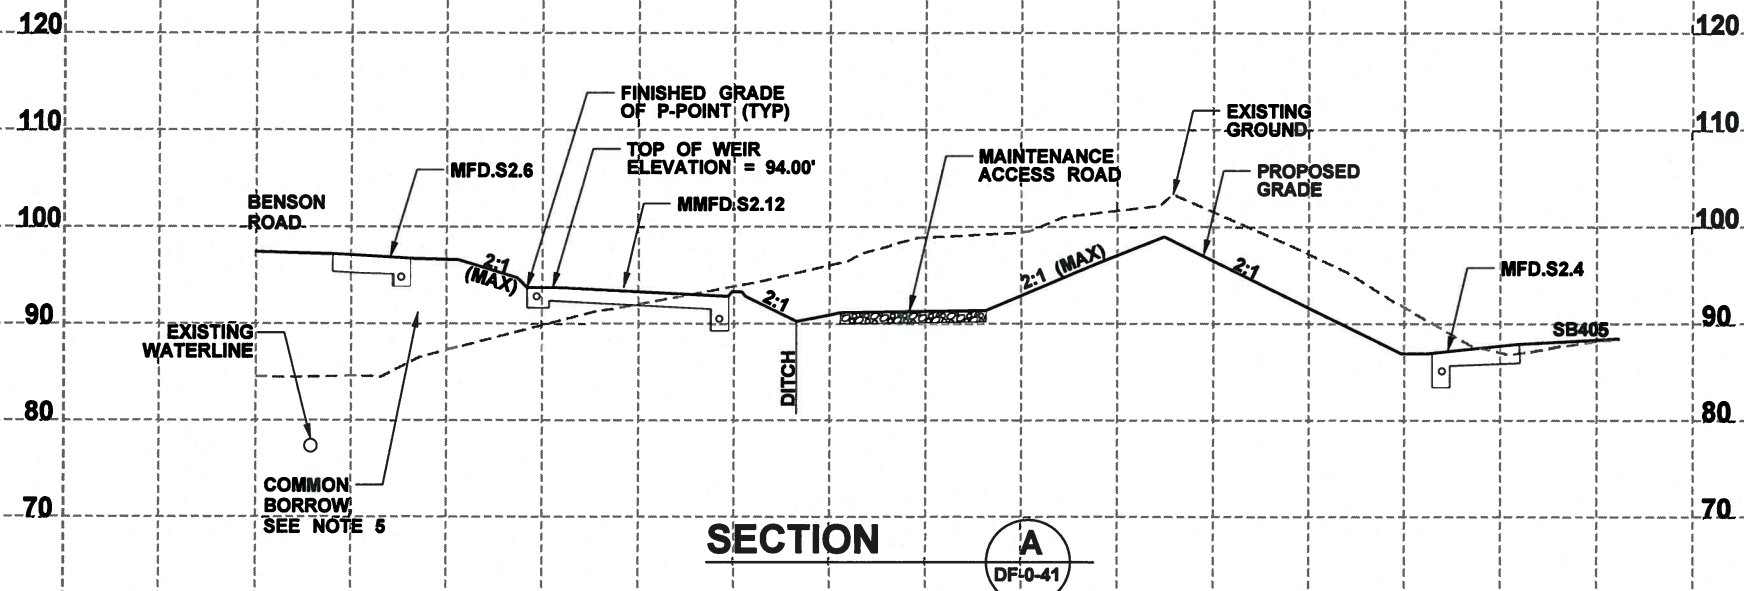 120
120
FINISHED GRADE
OF P-POINT (TYP)
110
EXISTING
GROUND
110
TOP OF WEIR
ELEVATION = 94.00'
MAINTENANCE
ACCESS ROAD
MFD.S2.6
PROPOSED
GRADE
BENSON
ROAD
MMFD.S2.12
100
100
2:1
(MAX)
2:1 (MAX)
2:1
MFD.S2.4
2:1
90
EXISTING
WATERLINE
90
SB405
DITCH
80
80
COMMON
BORROW,
SEE NOTE 5
70
70
SECTION
A
DF-0-41